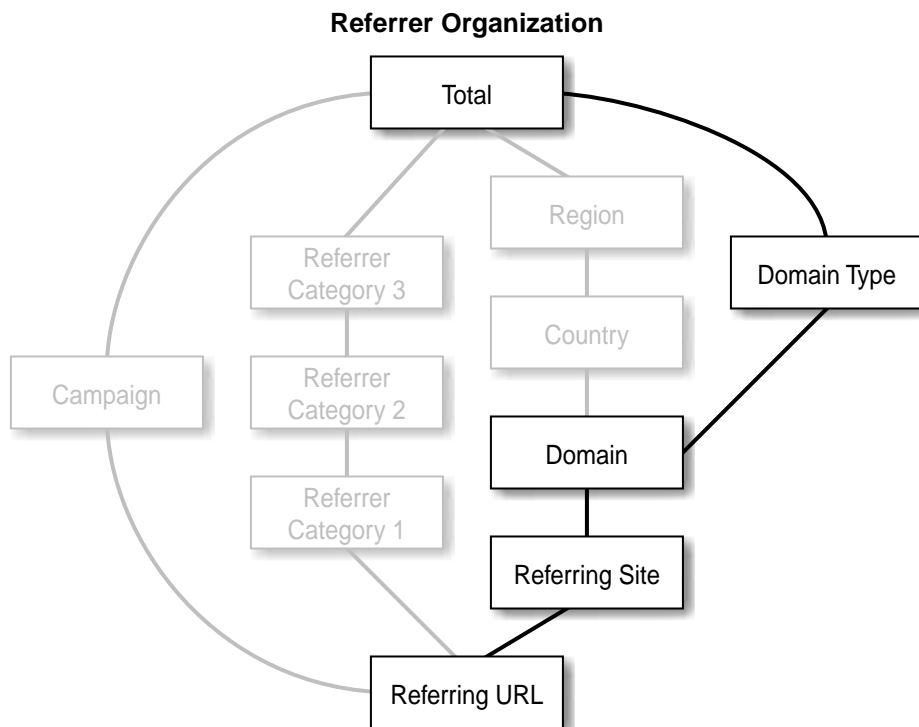 Referrer Organization
Total
Region
Referrer
Category 3
Domain Type
Country
Campaign
Referrer
Category 2
Domain
Referrer
Category 1
Referring Site
Referring URL